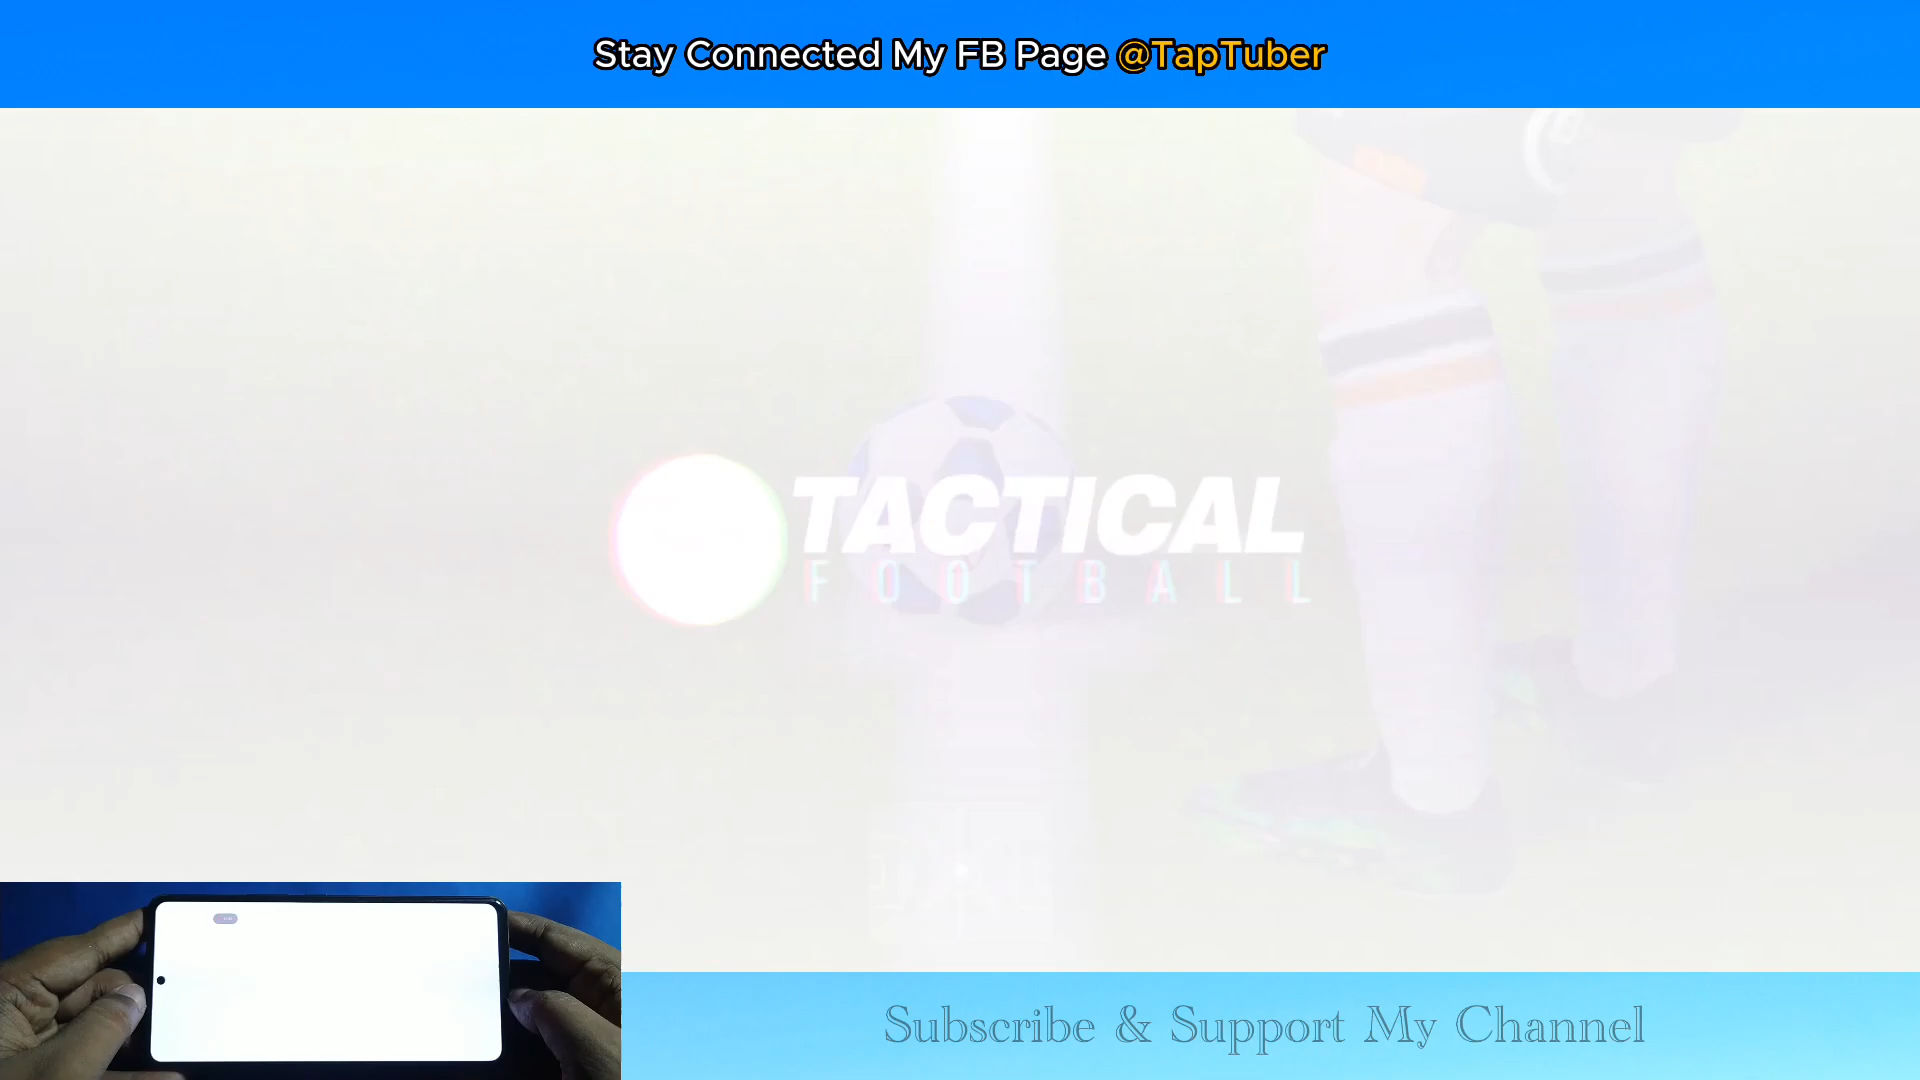 Stay Connected My FB Page @TapTuber
TACTICAL
FOOTBALL
Subscribe & Support My Channel